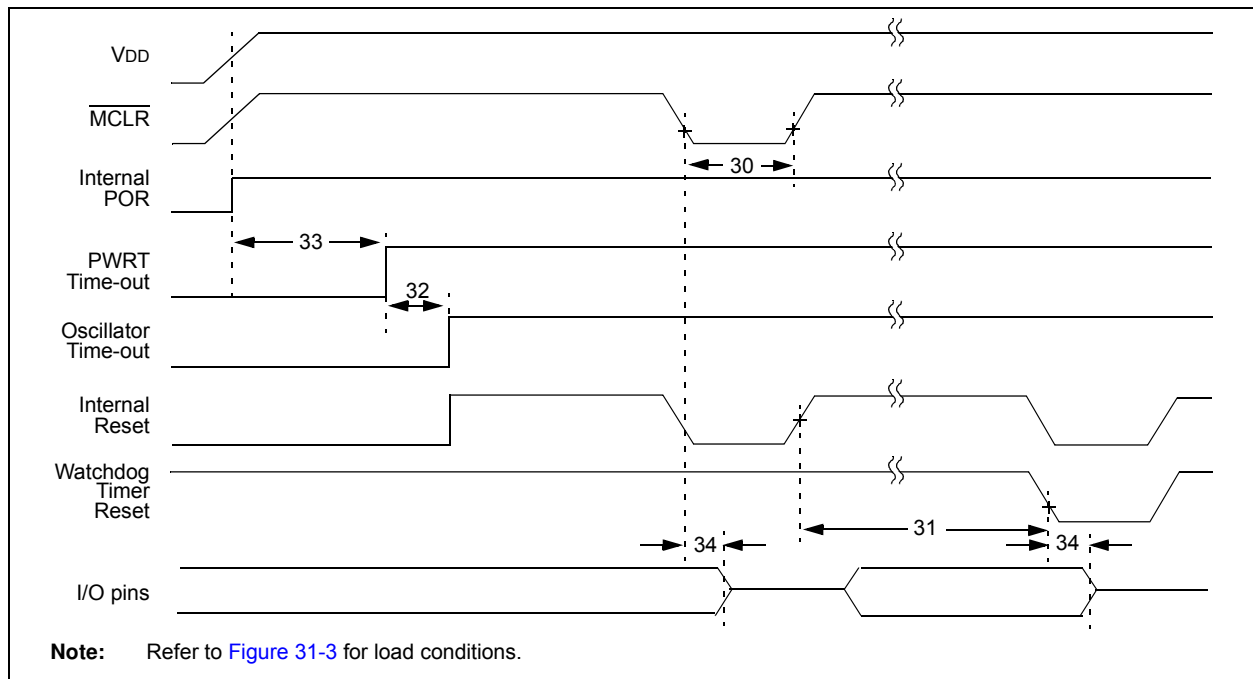 VDD
MCLR
30
Internal
POR
33
PWRT
Time-out
32
Oscillator
Time-out
Internal
Reset
Watchdog
Timer
Reset
31
34
34
I/O pins
Note: Refer to Figure 31-3 for load conditions.